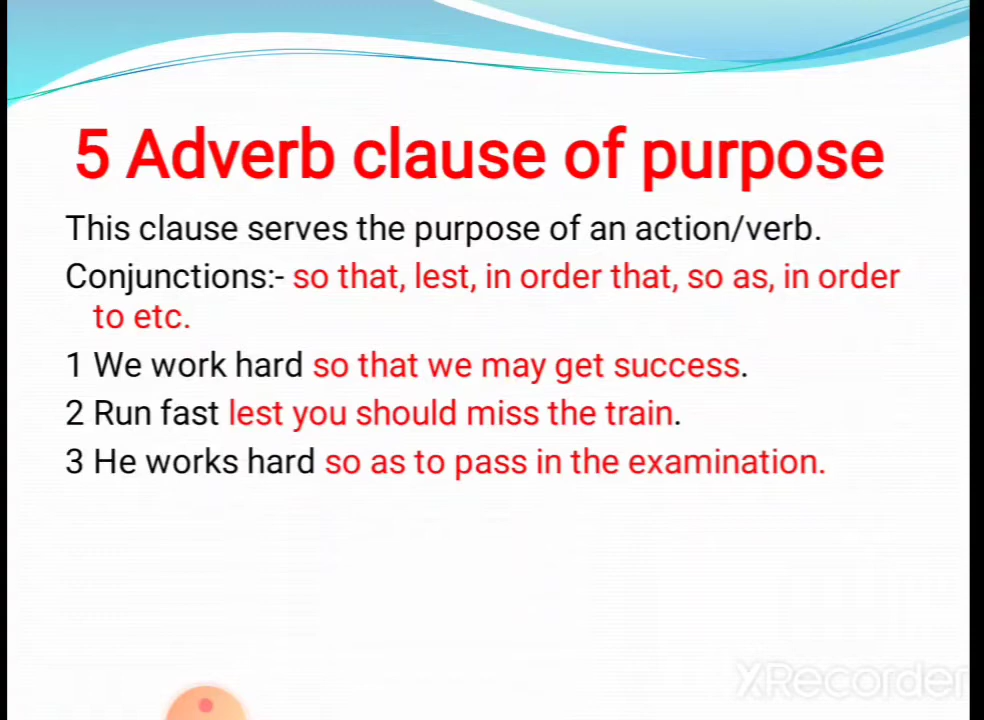 5 Adverb clause of purpose
This clause serves the purpose of an action/verb.
Conjunctions:- so that, lest, in order that, so as, in order
to etc.
1 We work hard so that we may get success.
2 Run fast lest you should miss the train.
3 He works hard so as to pass in the examination.
XRecorder